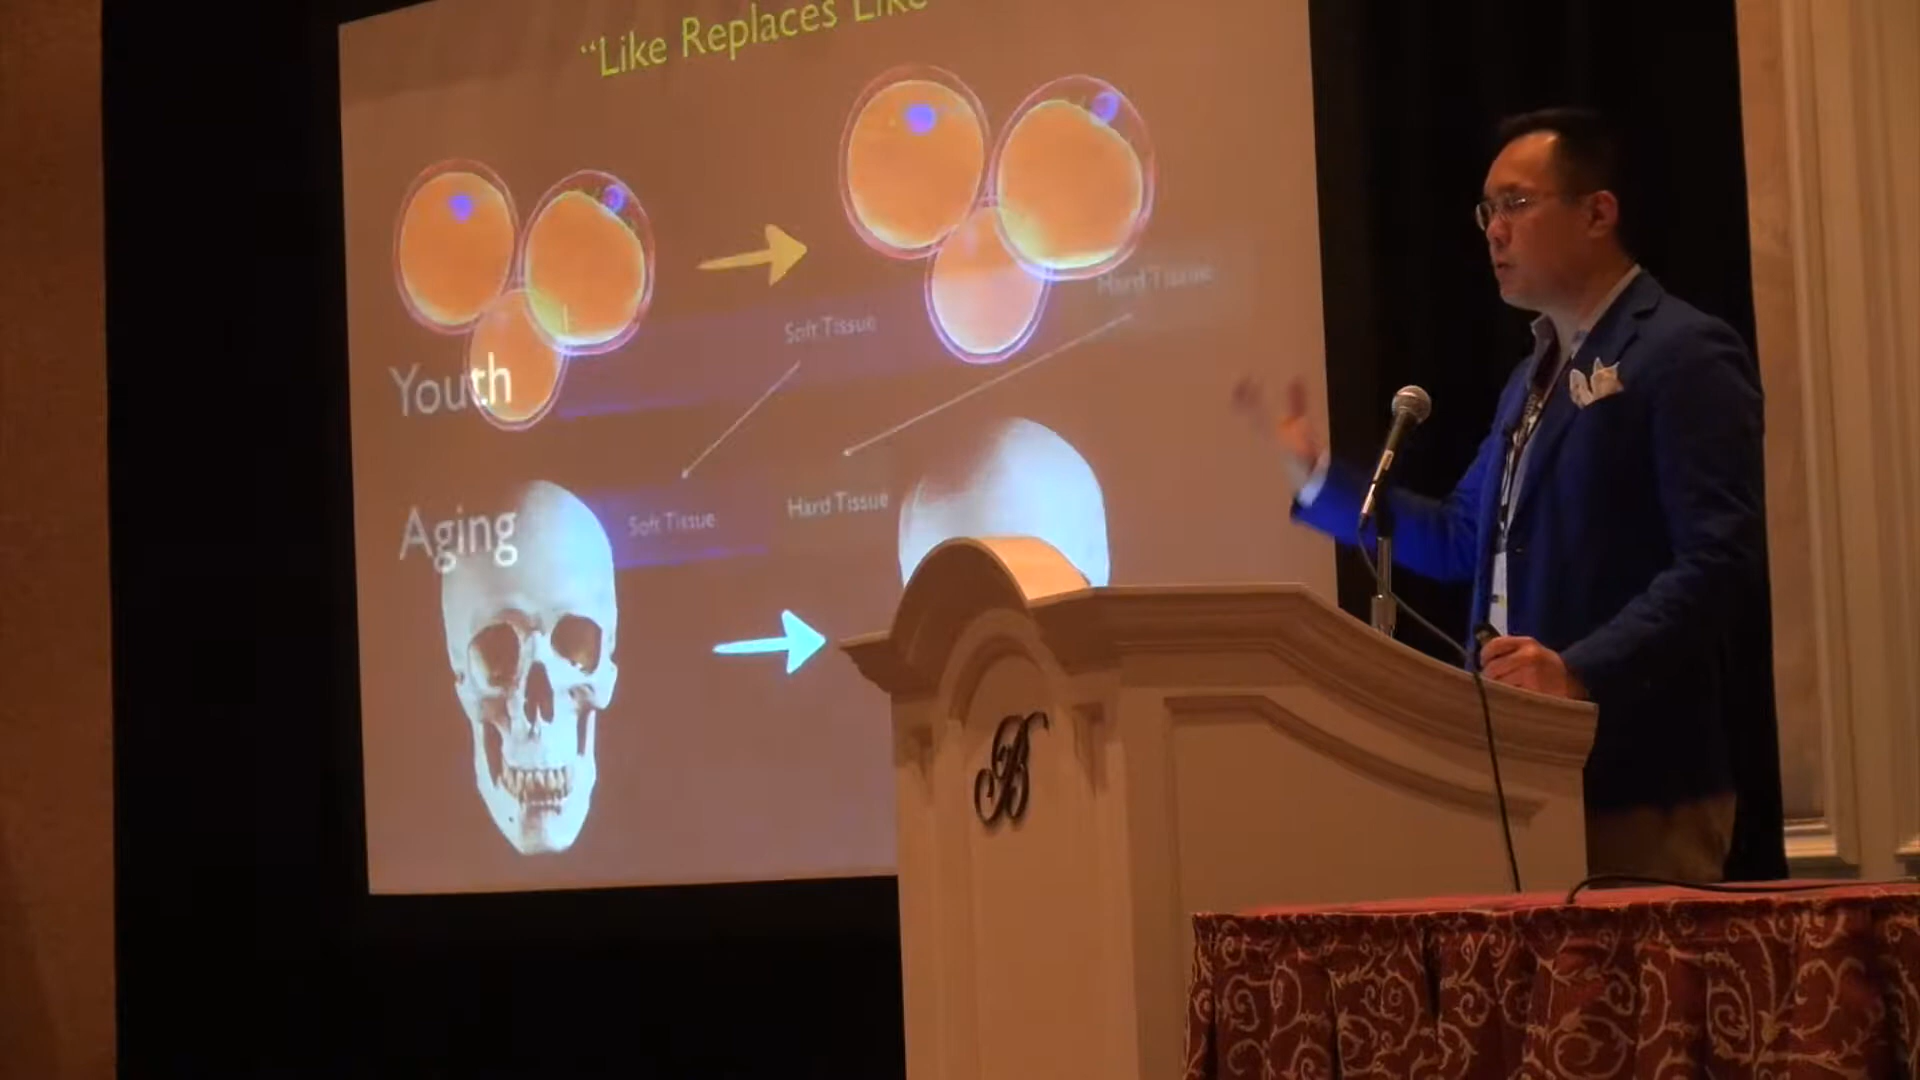 "Like Replaces Like
Soft Tissue
Hard Tissue
Youth
Aging
Soft Tissue
Hard Tissue
B